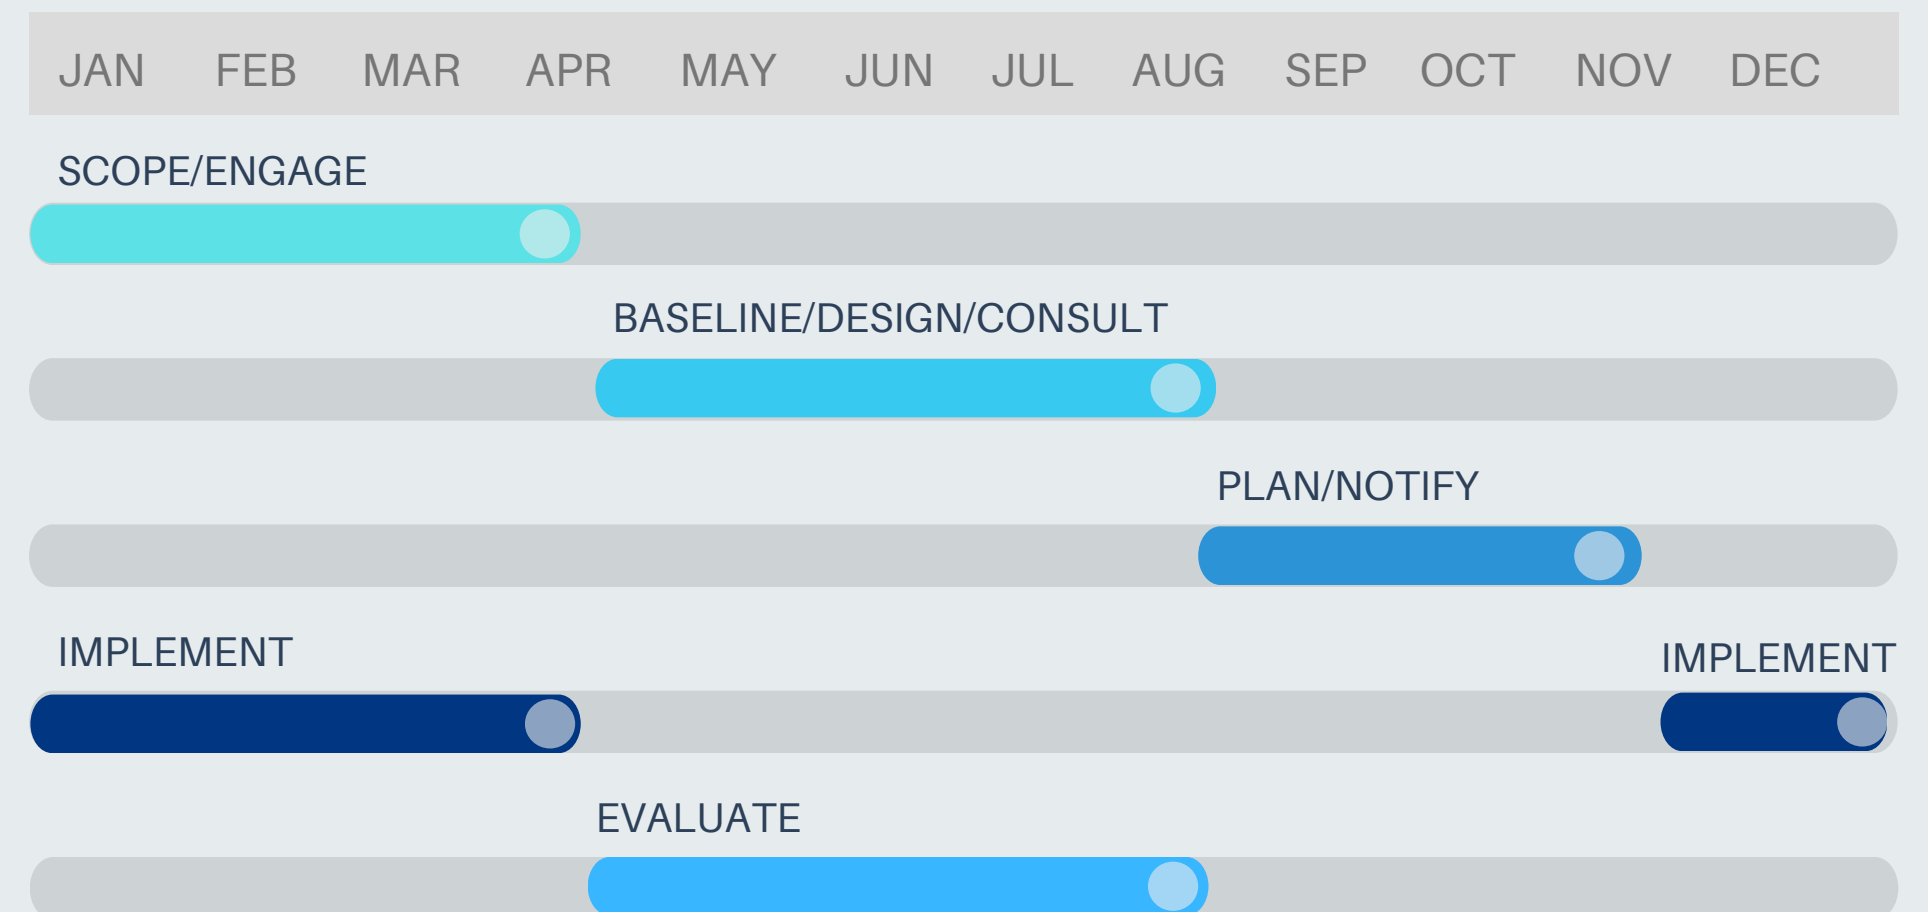 JAN FEB MAR APR MAY JUN JUL AUG SEP OCT NOV DEC
SCOPE/ENGAGE
BASELINE/DESIGN/CONSULT
PLAN/NOTIFY
IMPLEMENT IMPLEMENT
EVALUATE